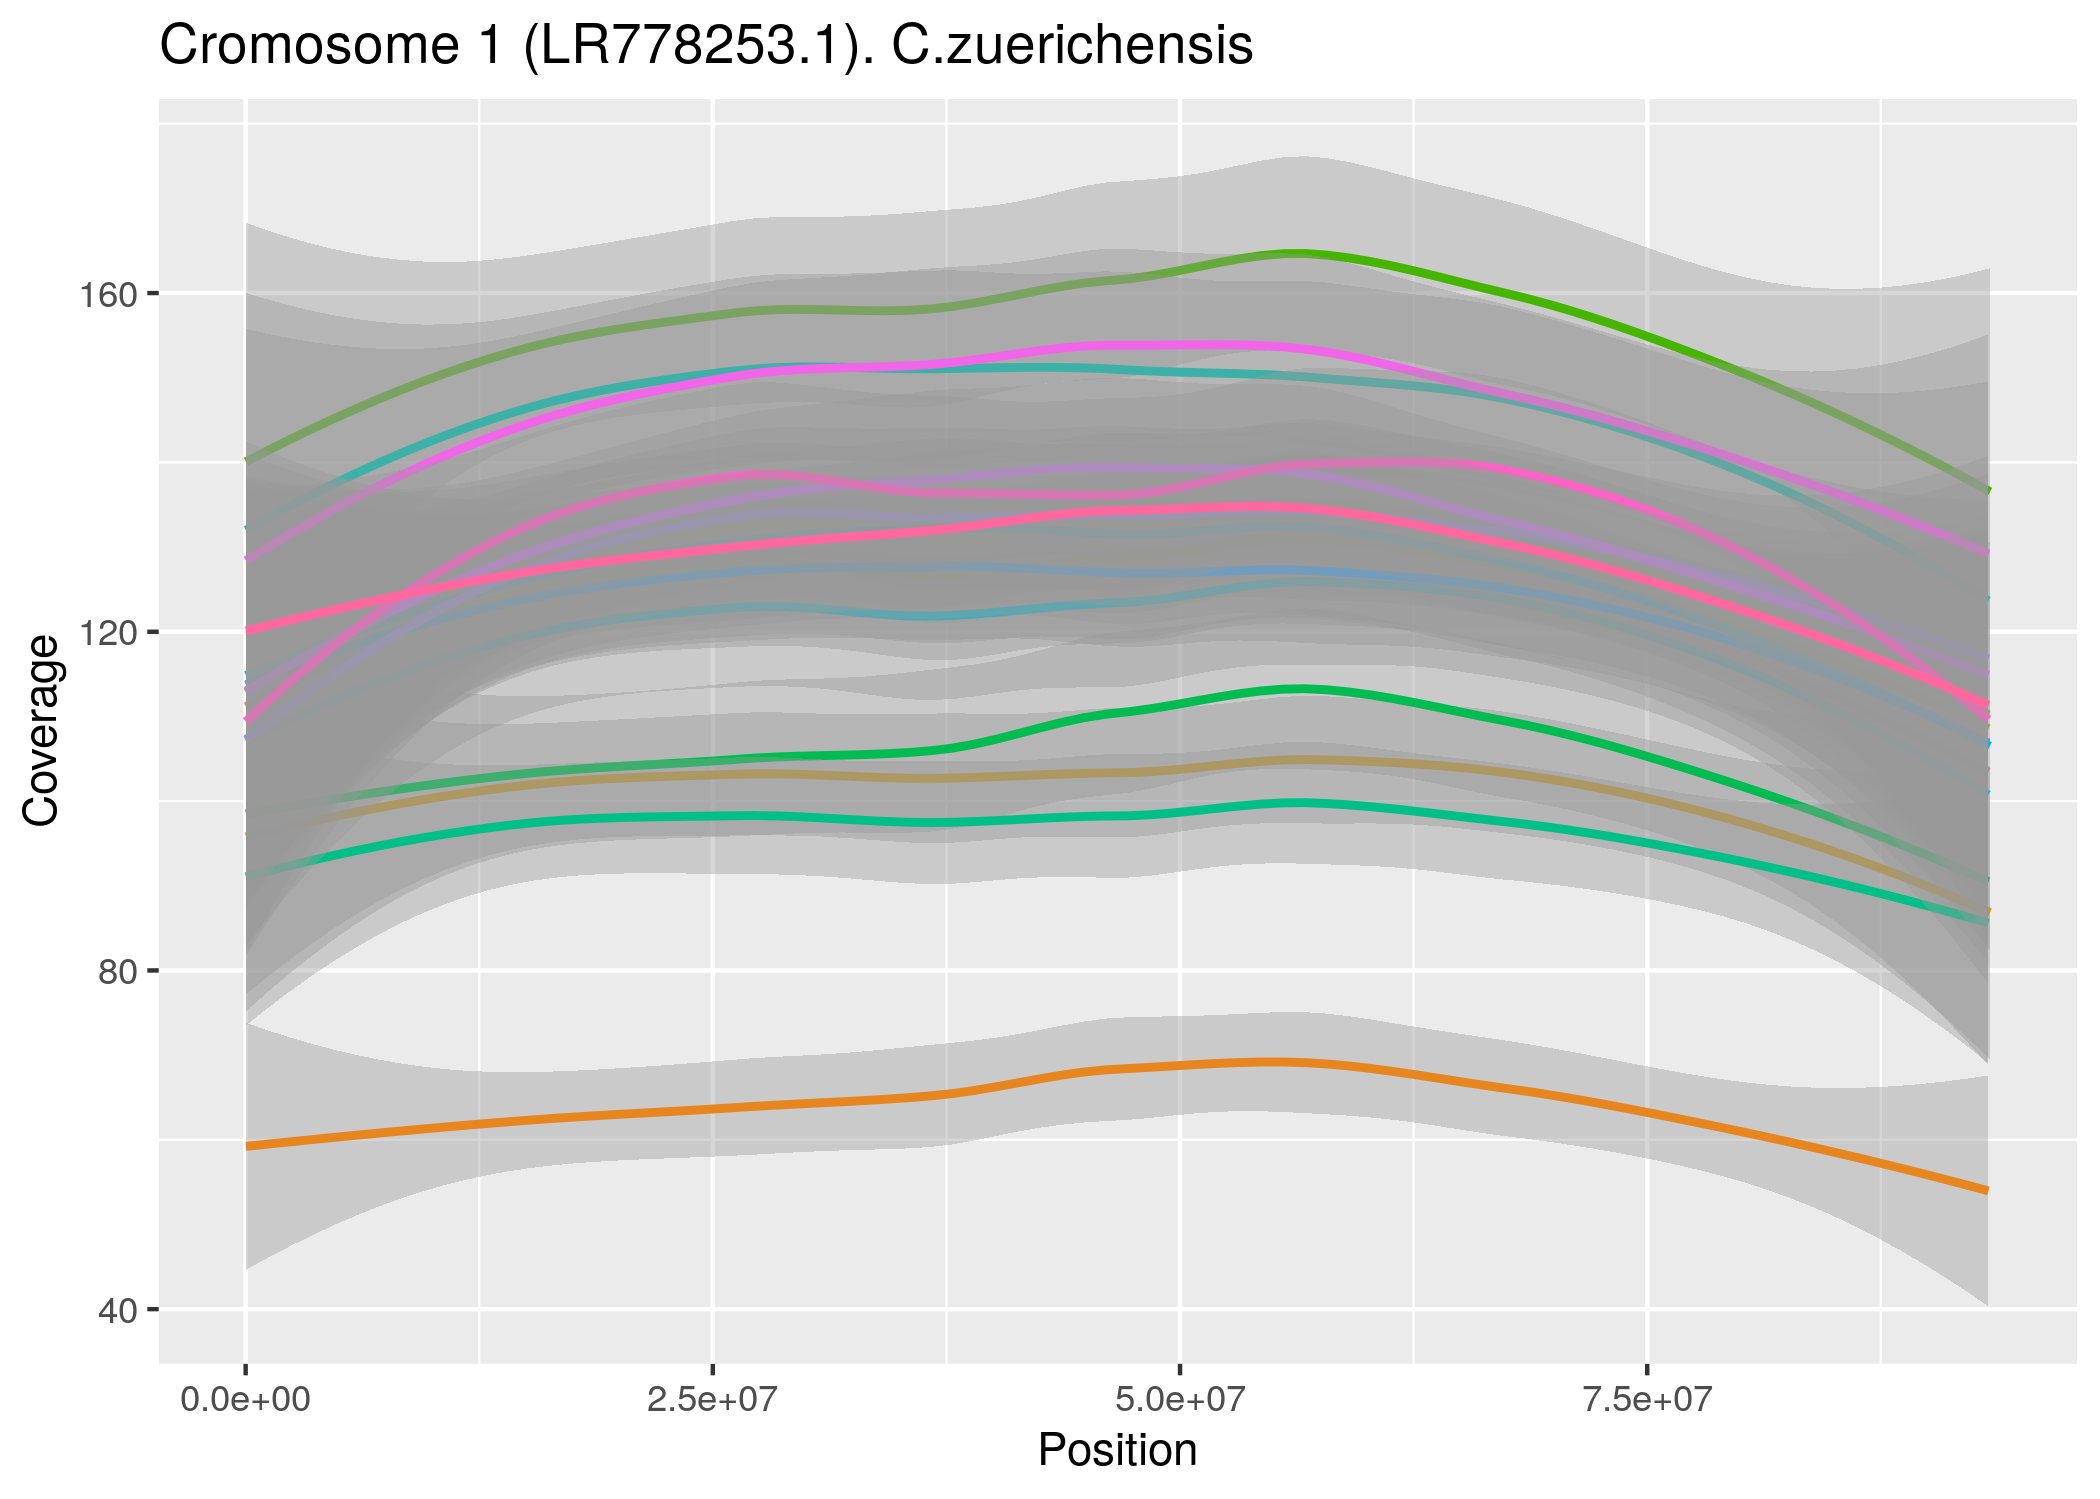 Cromosome 1 (LR778253.1). C.zuerichensis
160
120
80
40
Coverage
0.0e+00 2.5e+07 5.0e+07 7.5e+07
Position